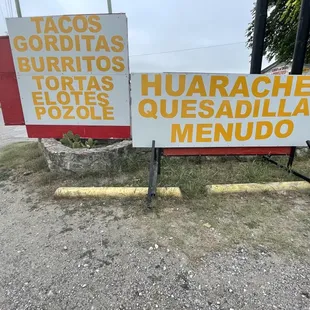 TACOS
GORDITAS
BURRITOS
TORTAS
ELOTES
POZOLE
HUARACHE
QUESADILLA
MENUDO